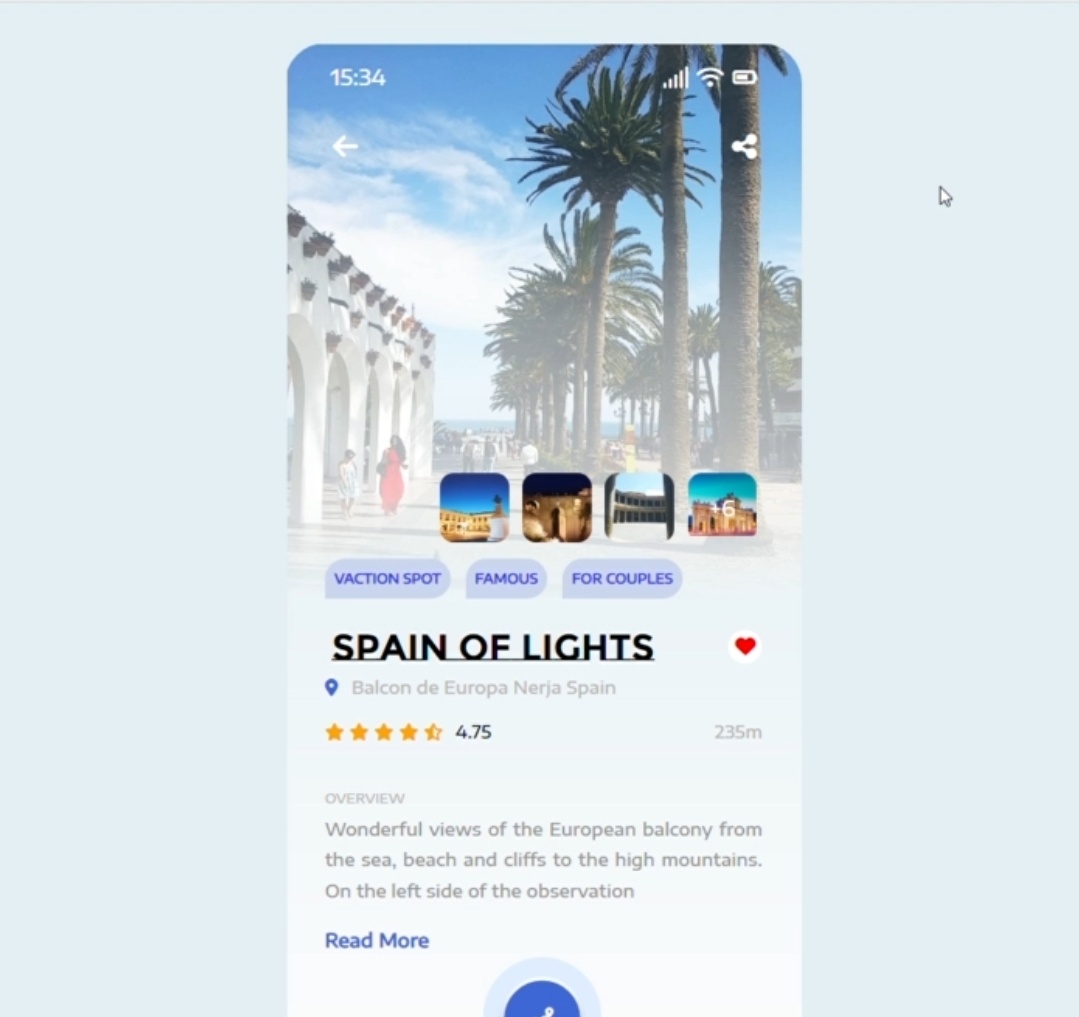 15:34
+6
VACTION SPOT FAMOUS FOR COUPLES
SPAIN OF LIGHTS
Balcon de Europa Nerja Spain
4.75 235m
OVERVIEW
Wonderful views of the European balcony from
the sea, beach and cliffs to the high mountains.
On the left side of the observation
Read More